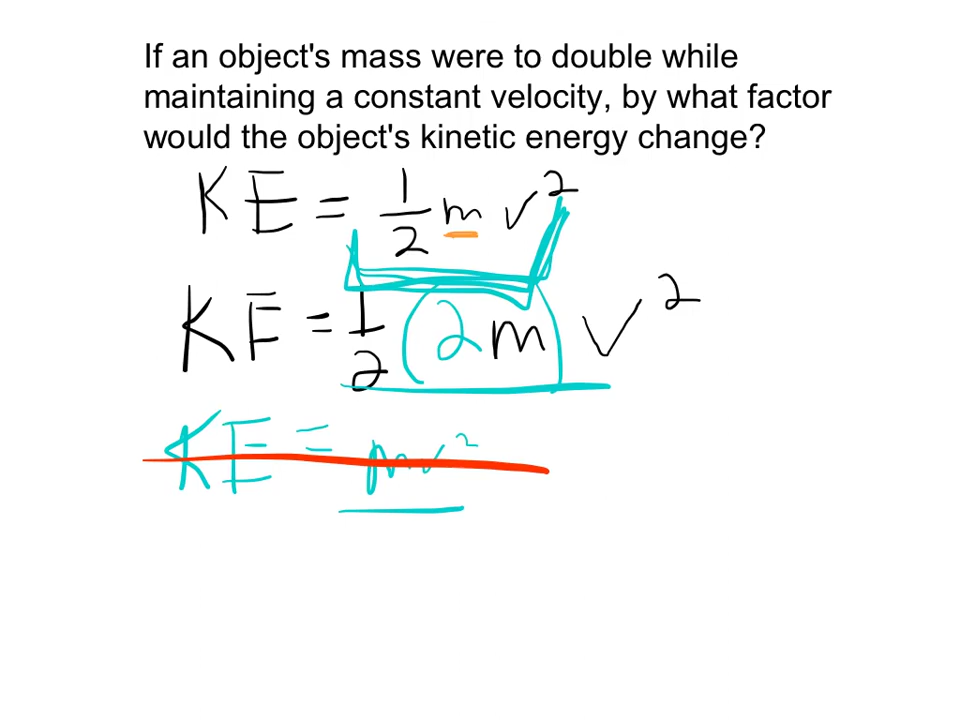 If an object's mass were to double while
maintaining a constant velocity, by what factor
would the object's kinetic energy change?
KE = 1/2 m v²
KE = 1/2 (2m) v²
KE = mv²